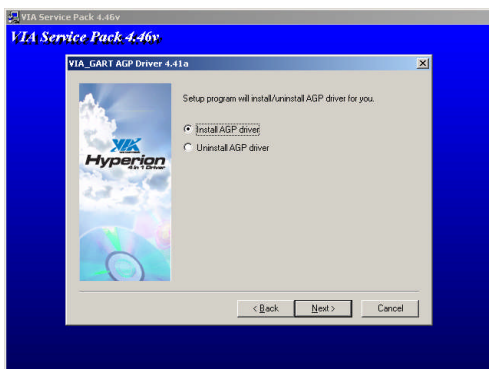 VIA Service Pack 4.46v
VIA Service Pack 4.46v
VIA_GART AGP Driver 4.41a
Setup program will install/uninstall AGP driver for you.
Install AGP driver
Uninstall AGP driver
VIA
Hyperion
4 in 1 Driver
< Back
Next >
Cancel